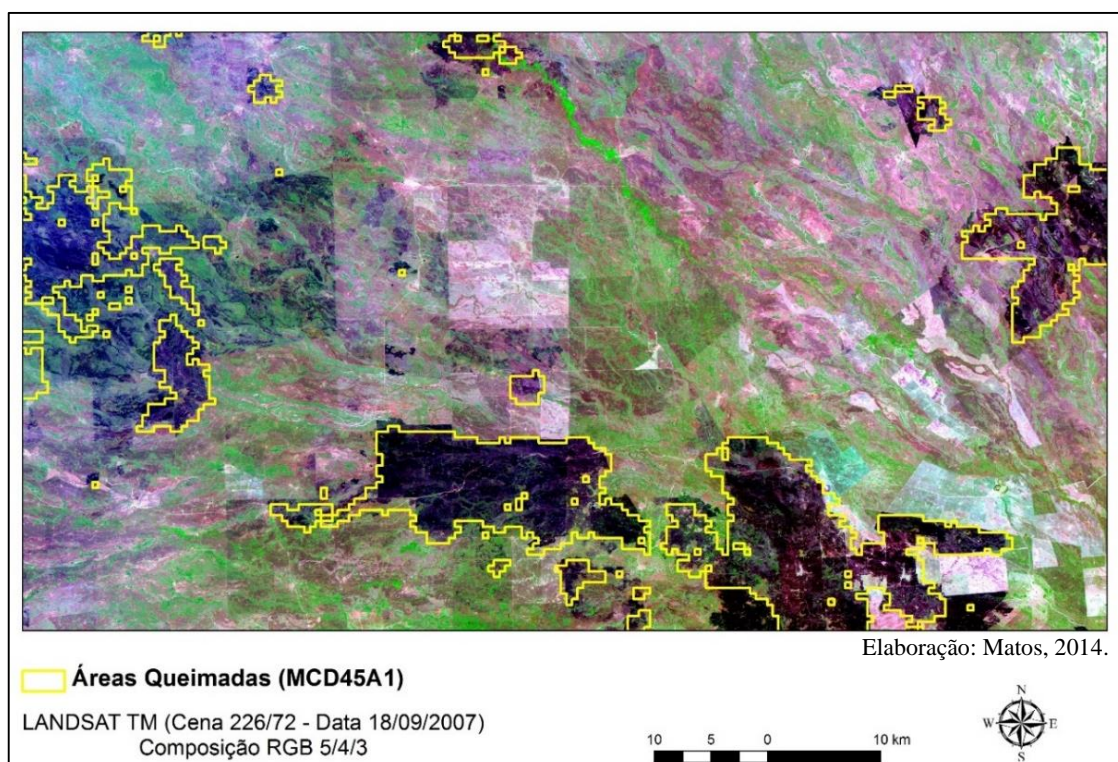 Elaboração: Matos, 2014.
Áreas Queimadas (MCD45A1)
LANDSAT TM (Cena 226/72 - Data 18/09/2007)
Composição RGB 5/4/3
10 5 0 10 km
N
W E
S